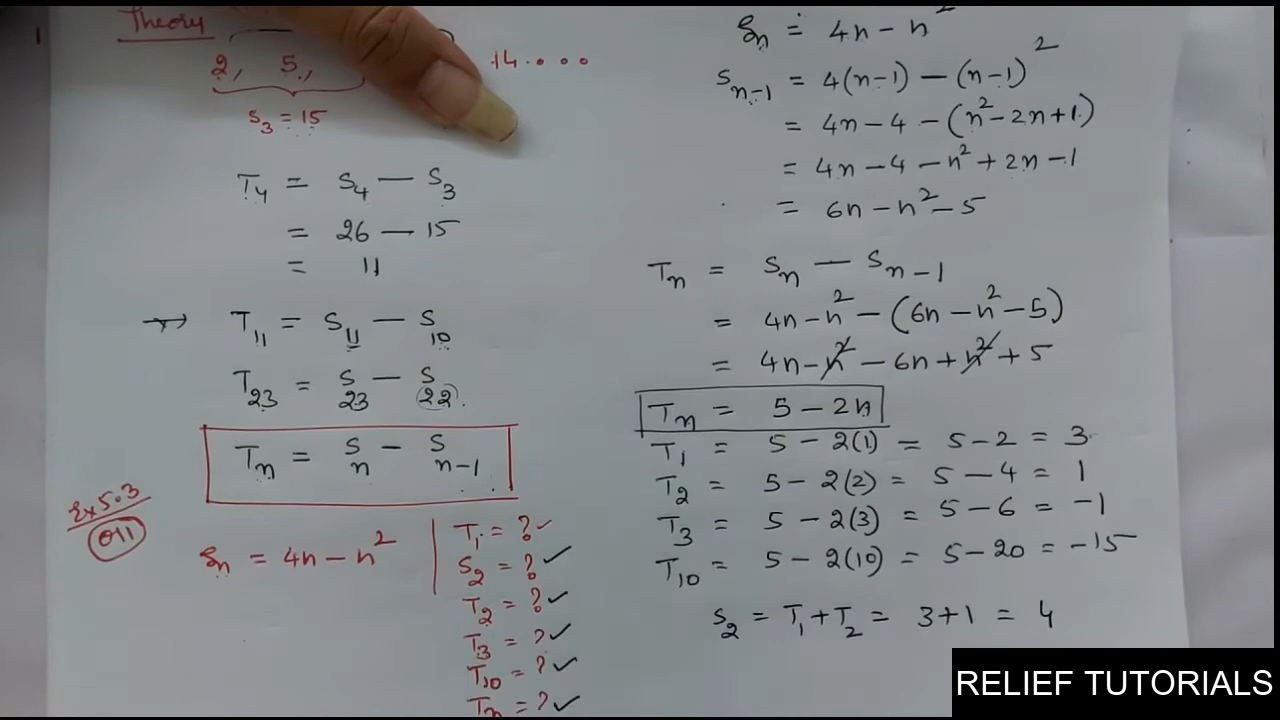 Theory
2, 5, 14....
S₃ = 15
T₄ = S₄ — S₃
= 26 — 15
= 11
T₁₁ = S₁₁ — S₁₀
T₂₃ = S₂₃ — S₂₂.
Tₙ = Sₙ - Sₙ₋₁
Ex 5.3
Q11
Sₙ = 4n - n²
T₁ = ? ✓
S₂ = ? ✓
T₂ = ? ✓
T₃ = ? ✓
T₁₀ = ? ✓
Tₙ = ? ✓
Sₙ = 4n - n²
Sₙ₋₁ = 4(n-1) — (n-1)²
= 4n - 4 - (n² - 2n + 1)
= 4n - 4 - n² + 2n - 1
= 6n - n² - 5
Tₙ = Sₙ — Sₙ₋₁
= 4n - n² - (6n - n² - 5)
= 4n - n² - 6n + n² + 5
Tₙ = 5 - 2n
T₁ = 5 - 2(1) = 5 - 2 = 3
T₂ = 5 - 2(2) = 5 - 4 = 1
T₃ = 5 - 2(3) = 5 - 6 = -1
T₁₀ = 5 - 2(10) = 5 - 20 = -15
S₂ = T₁ + T₂ = 3 + 1 = 4
RELIEF TUTORIALS